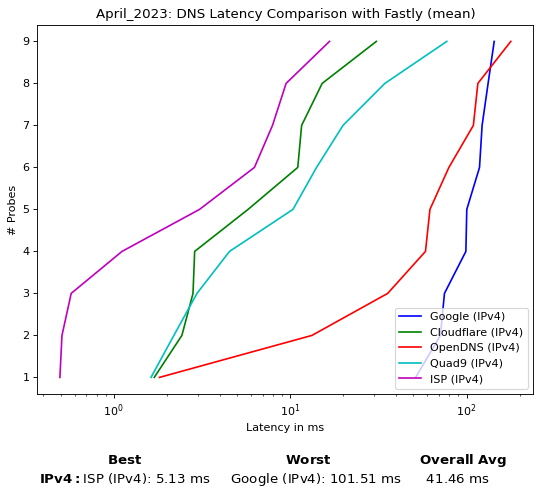 April_2023: DNS Latency Comparison with Fastly (mean)
# Probes
9
8
7
6
5
4
3
2
1
Google (IPv4)
Cloudflare (IPv4)
OpenDNS (IPv4)
Quad9 (IPv4)
ISP (IPv4)
10⁰ 10¹ 10²
Latency in ms
Best Worst Overall Avg
IPv4: ISP (IPv4): 5.13 ms Google (IPv4): 101.51 ms 41.46 ms